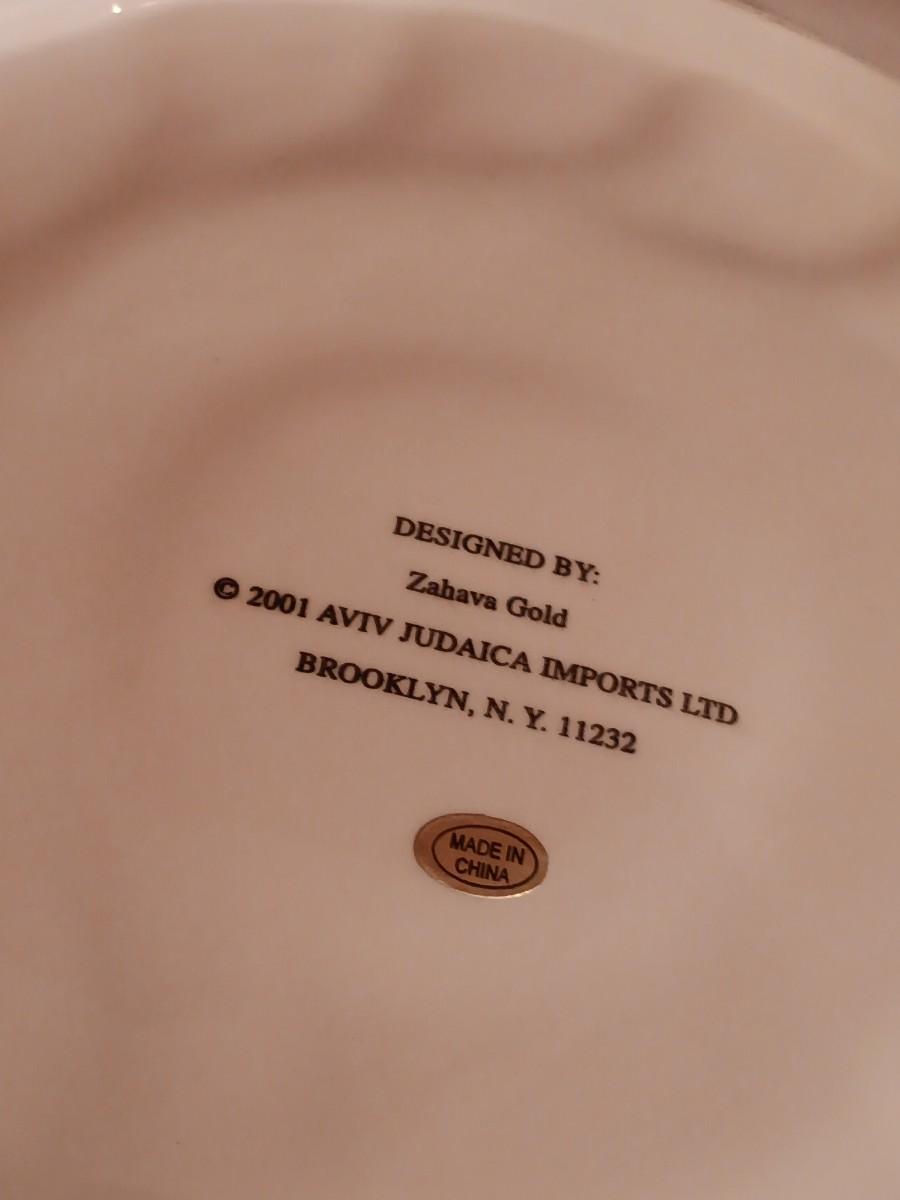 DESIGNED BY:
Zahava Gold
© 2001 AVIV JUDAICA IMPORTS LTD
BROOKLYN, N. Y. 11232
MADE IN
CHINA